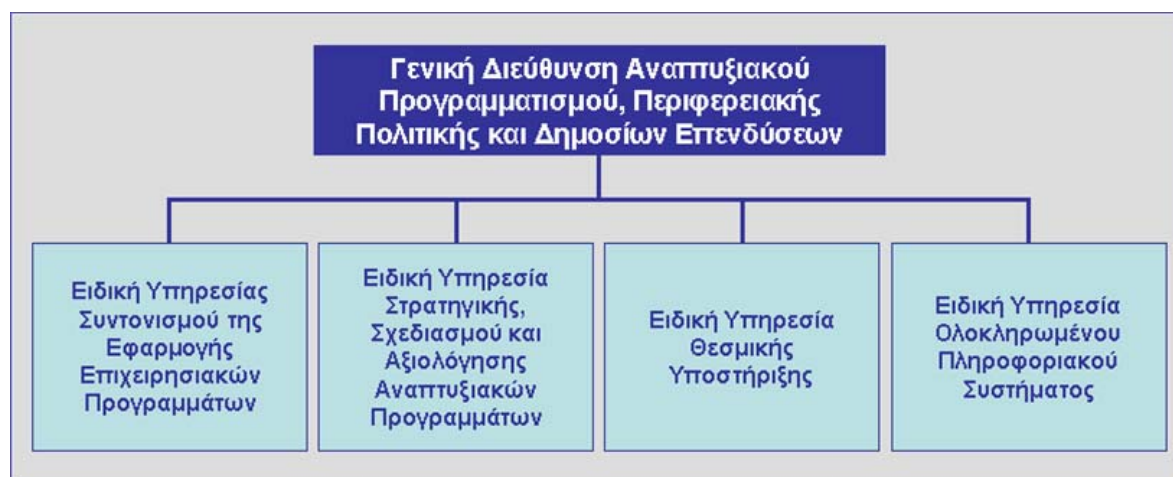 Γενική Διεύθυνση Αναπτυξιακού
Προγραμματισμού, Περιφερειακής
Πολιτικής και Δημοσίων Επενδύσεων
Ειδική Υπηρεσίας
Συντονισμού της
Εφαρμογής
Επιχειρησιακών
Προγραμμάτων
Ειδική Υπηρεσία
Στρατηγικής,
Σχεδιασμού και
Αξιολόγησης
Αναπτυξιακών
Προγραμμάτων
Ειδική Υπηρεσία
Θεσμικής
Υποστήριξης
Ειδική Υπηρεσία
Ολοκληρωμένου
Πληροφοριακού
Συστήματος